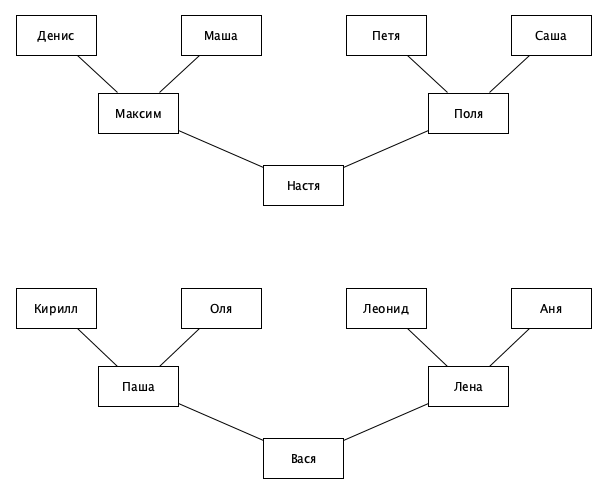 Денис
Маша
Петя
Саша
Максим
Поля
Настя
Кирилл
Оля
Леонид
Аня
Паша
Лена
Вася